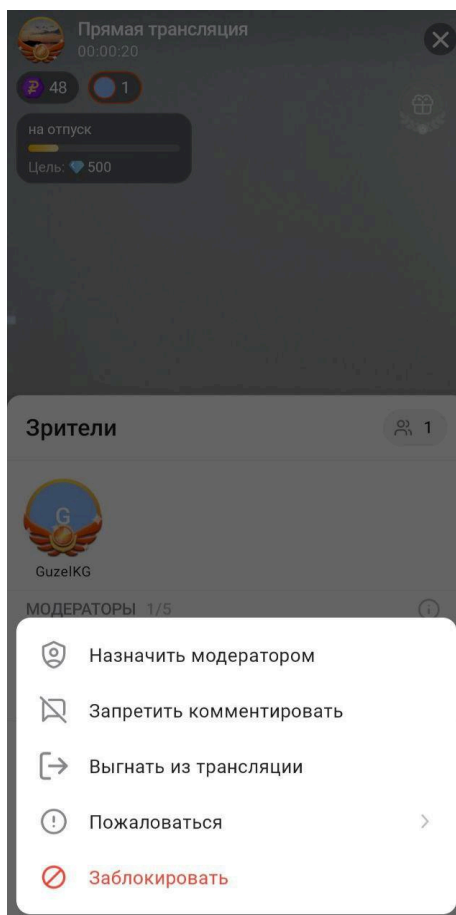 Прямая трансляция
00:00:20
48
1
на отпуск
Цель: 500
Зрители
1
G
GuzelKG
МОДЕРАТОРЫ 1/5
Назначить модератором
Запретить комментировать
Выгнать из трансляции
Пожаловаться
Заблокировать